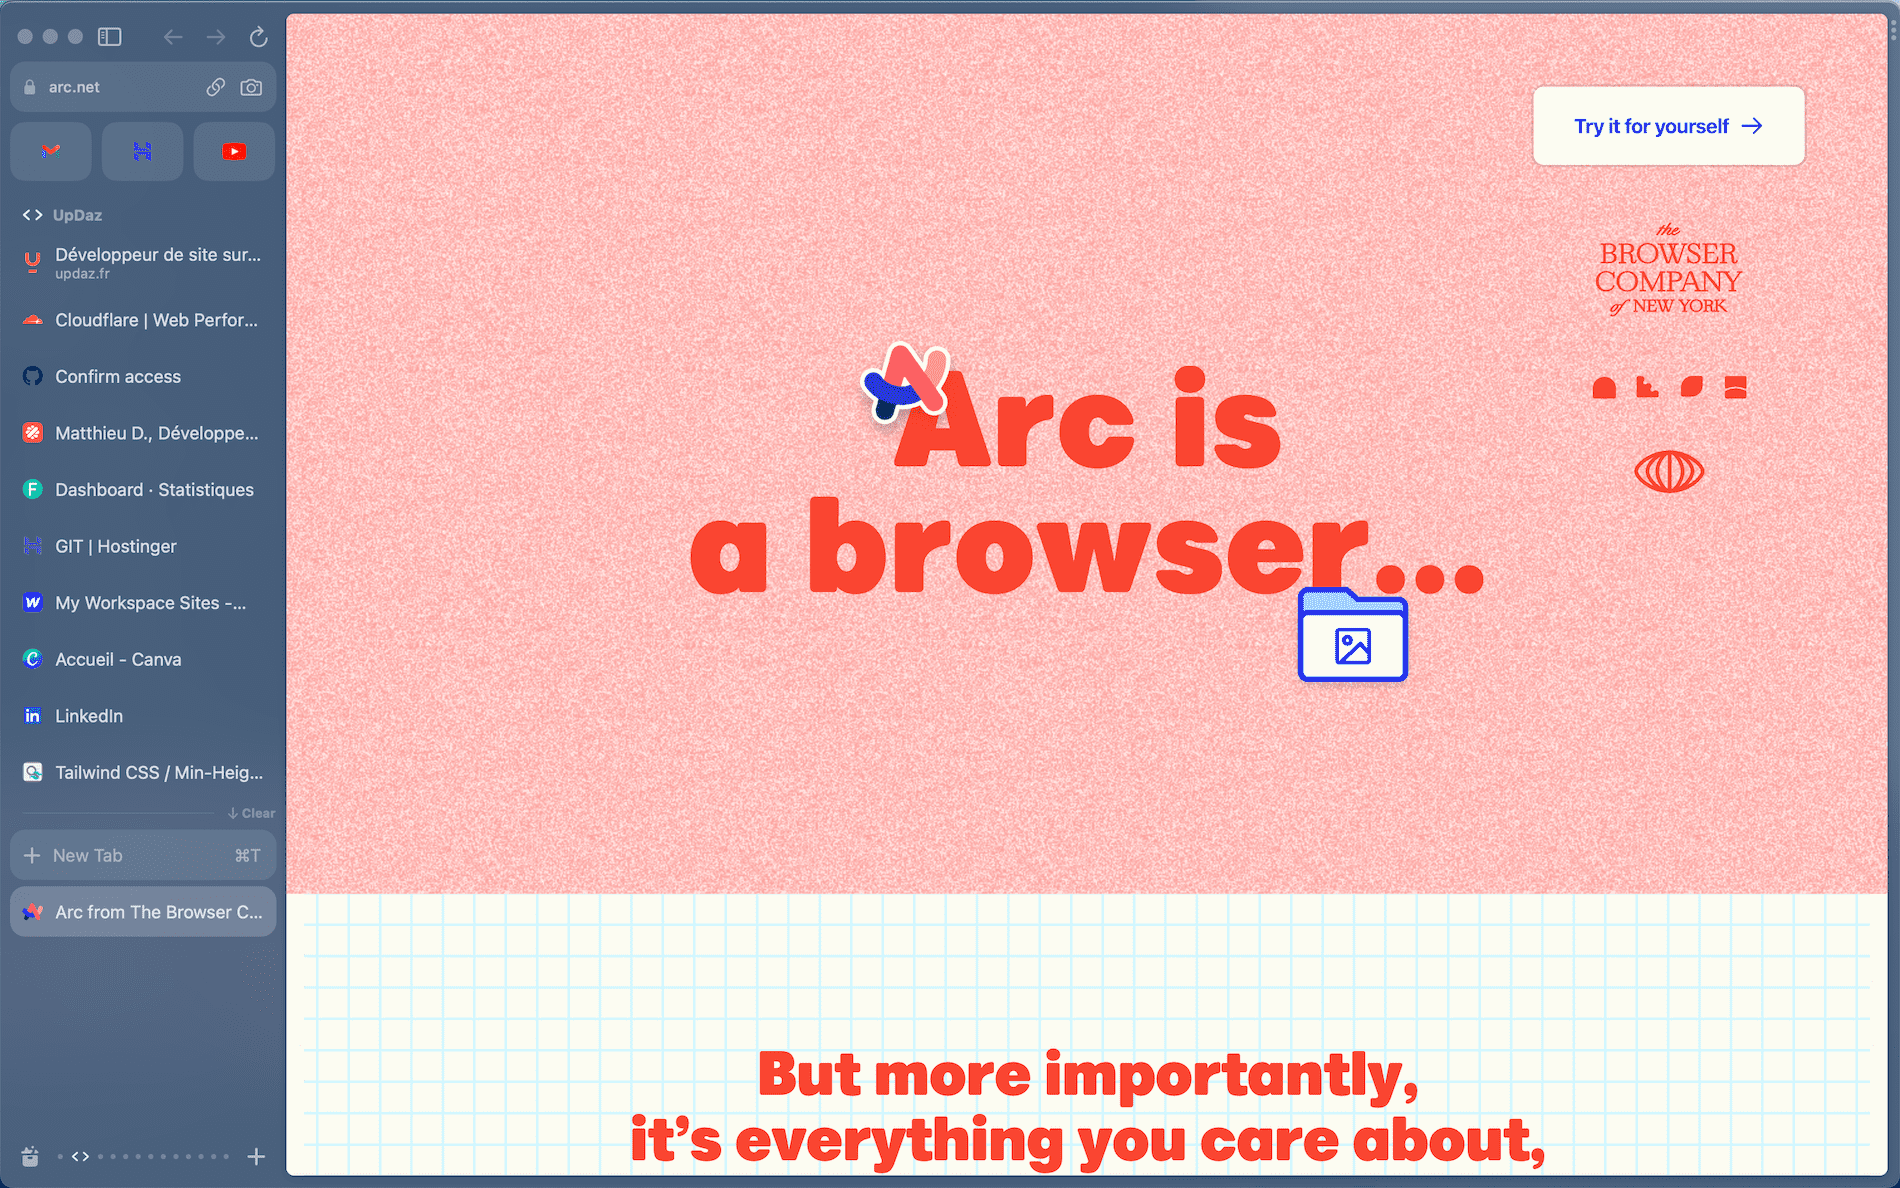 arc.net
UpDaz
Développeur de site sur...
updaz.fr
Cloudflare | Web Perfor...
Confirm access
Matthieu D., Développe...
Dashboard · Statistiques
GIT | Hostinger
My Workspace Sites -...
Accueil - Canva
LinkedIn
Tailwind CSS / Min-Heig...
Clear
New Tab ⌘T
Arc from The Browser C...
Try it for yourself →
the
BROWSER
COMPANY
of NEW YORK
Arc is
a browser...
But more importantly,
it's everything you care about,